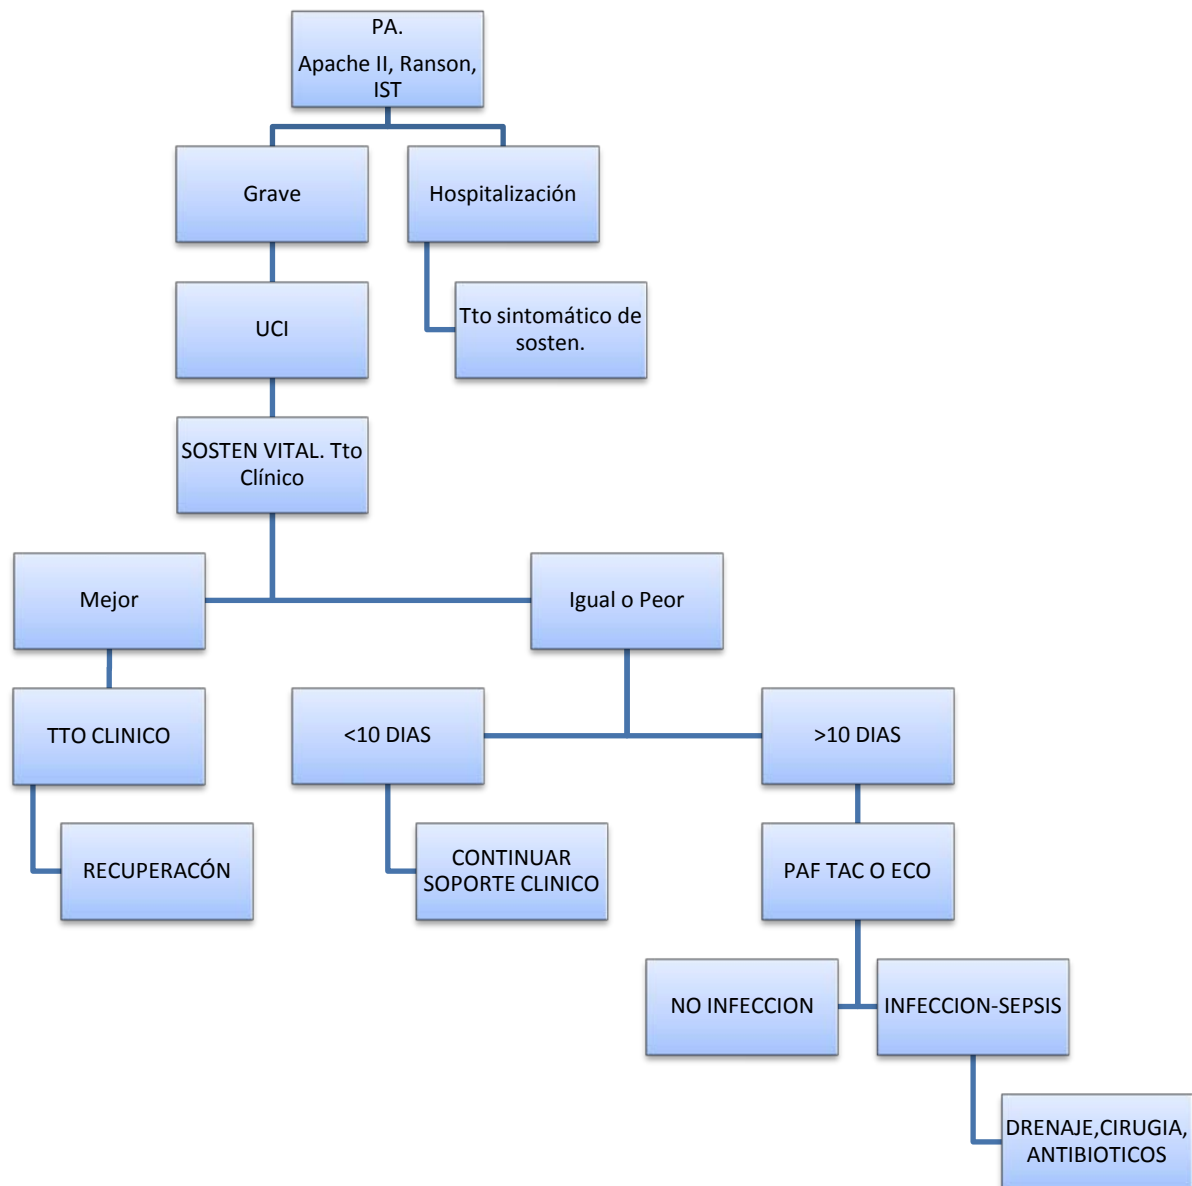 PA.
Apache II, Ranson,
IST
Grave
Hospitalización
UCI
Tto sintomático de
sosten.
SOSTEN VITAL. Tto
Clínico
Mejor
Igual o Peor
TTO CLINICO
<10 DIAS
>10 DIAS
RECUPERACÓN
CONTINUAR
SOPORTE CLINICO
PAF TAC O ECO
NO INFECCION
INFECCION-SEPSIS
DRENAJE,CIRUGIA,
ANTIBIOTICOS